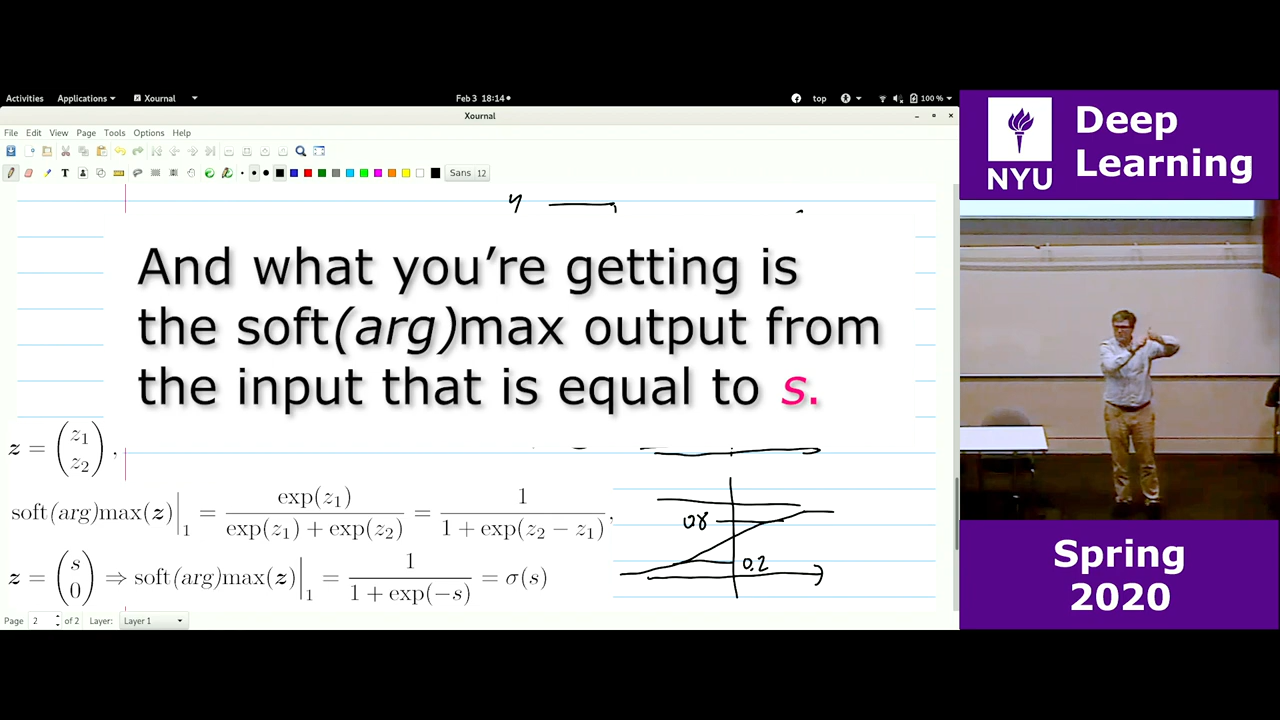 Activities Applications Xournal Feb 3 18:14 top 100 %
Xournal
File Edit View Page Tools Options Help
Sans 12
y
And what you're getting is
the soft(arg)max output from
the input that is equal to s.
z = (z1 z2),
soft(arg)max(z)|1 = exp(z1) / (exp(z1) + exp(z2)) = 1 / (1 + exp(z2 − z1)),
z = (s 0) ⇒ soft(arg)max(z)|1 = 1 / (1 + exp(−s)) = σ(s)
0.8
0.2
Page 2 of 2 Layer: Layer 1
NYU
Deep
Learning
Spring
2020